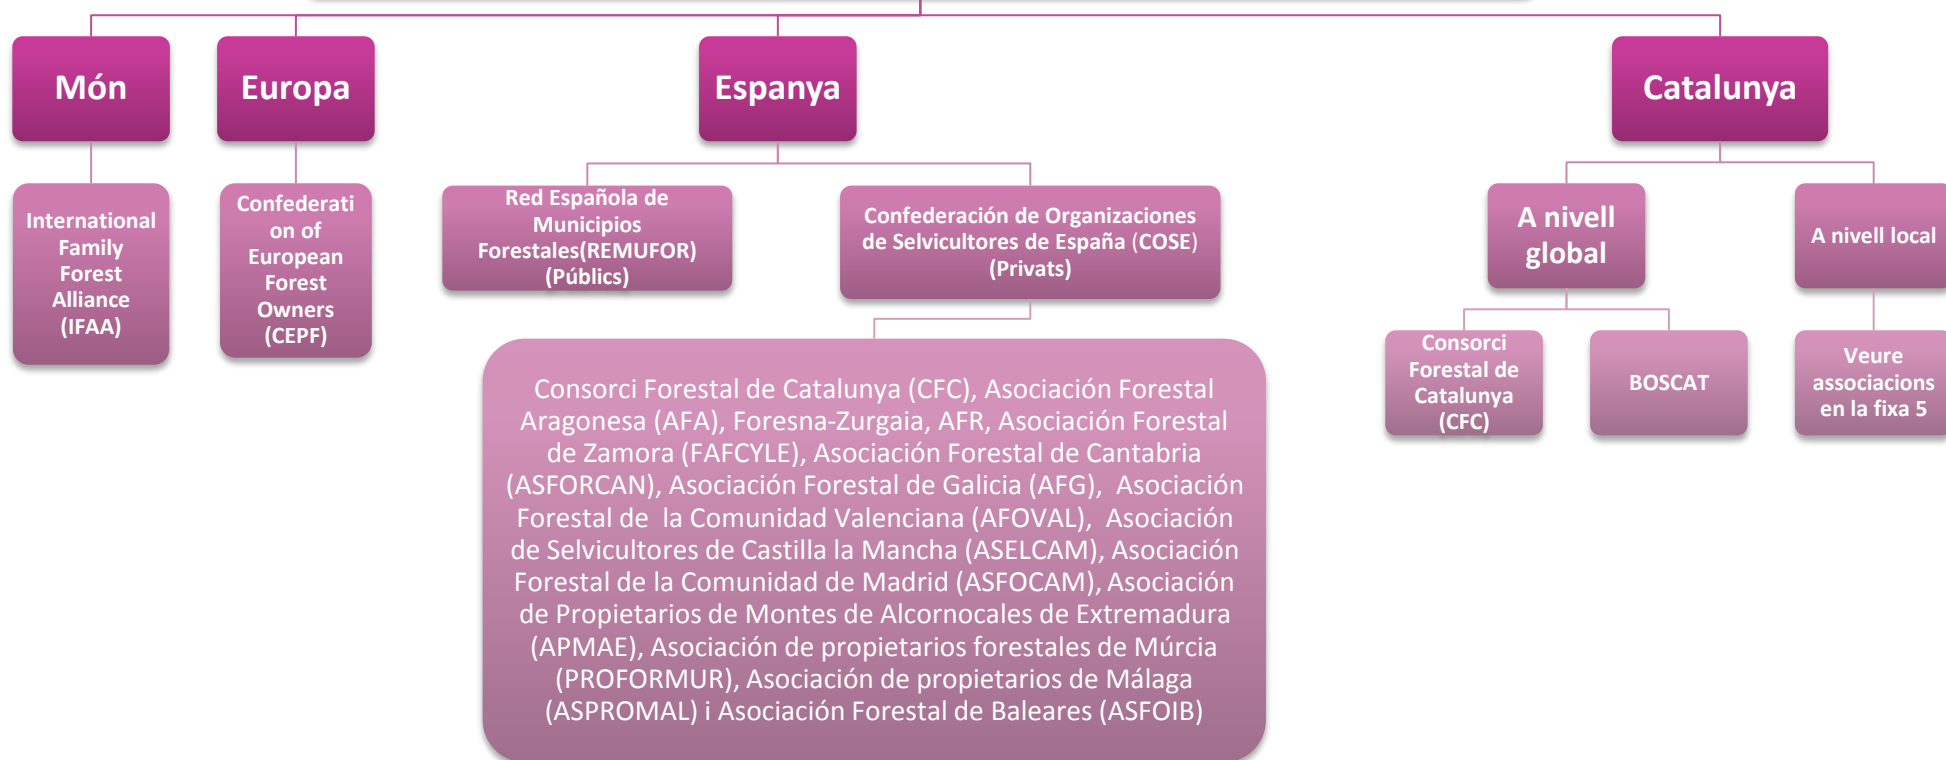 Món
Europa
Espanya
Catalunya
International
Family
Forest
Alliance
(IFAA)
Confederati
on of
European
Forest
Owners
(CEPF)
Red Española de
Municipios
Forestales(REMUFOR)
(Públics)
Confederación de Organizaciones
de Selvicultores de España (COSE)
(Privats)
A nivell
global
A nivell local
Consorci
Forestal de
Catalunya
(CFC)
BOSCAT
Veure
associacions
en la fixa 5
Consorci Forestal de Catalunya (CFC), Asociación Forestal
Aragonesa (AFA), Foresna-Zurgaia, AFR, Asociación Forestal
de Zamora (FAFCYLE), Asociación Forestal de Cantabria
(ASFORCAN), Asociación Forestal de Galicia (AFG),  Asociación
Forestal de  la Comunidad Valenciana (AFOVAL),  Asociación
de Selvicultores de Castilla la Mancha (ASELCAM), Asociación
Forestal de la Comunidad de Madrid (ASFOCAM), Asociación
de Propietarios de Montes de Alcornocales de Extremadura
(APMAE), Asociación de propietarios forestales de Múrcia
(PROFORMUR), Asociación de propietarios de Málaga
(ASPROMAL) i Asociación Forestal de Baleares (ASFOIB)